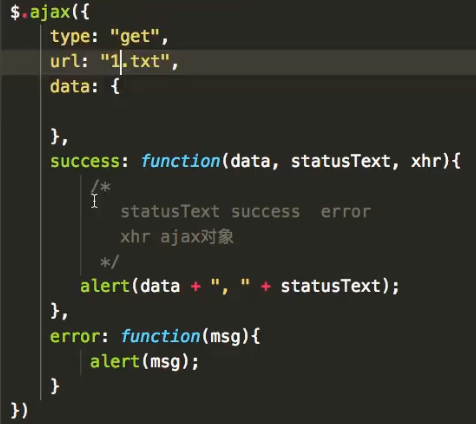 $.ajax({
    type: "get",
    url: "1.txt",
    data: {

    },
    success: function(data, statusText, xhr){
        /*
           statusText success  error
           xhr ajax对象
         */
        alert(data + ", " + statusText);
    },
    error: function(msg){
        alert(msg);
    }
})